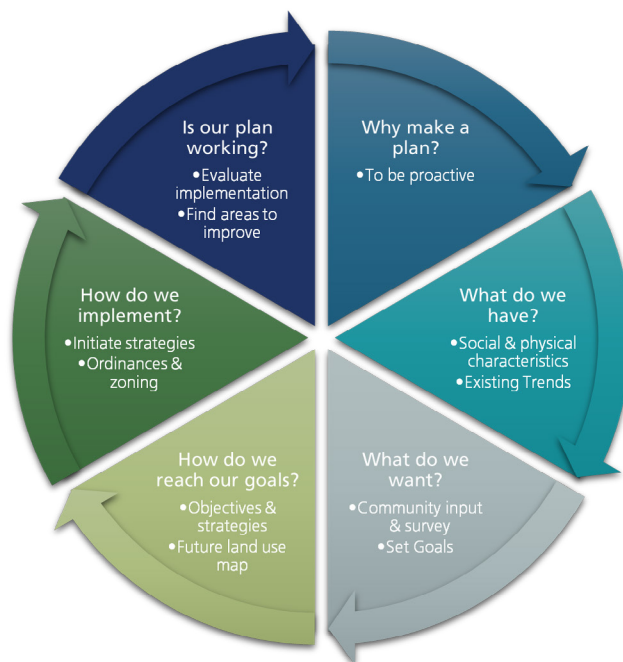 Why make a
plan?
•To be proactive
What do we
have?
•Social & physical
characteristics
•Existing Trends
What do we
want?
•Community input
& survey
•Set Goals
How do we
reach our goals?
•Objectives &
strategies
•Future land use
map
How do we
implement?
•Initiate strategies
•Ordinances &
zoning
Is our plan
working?
•Evaluate
implementation
•Find areas to
improve